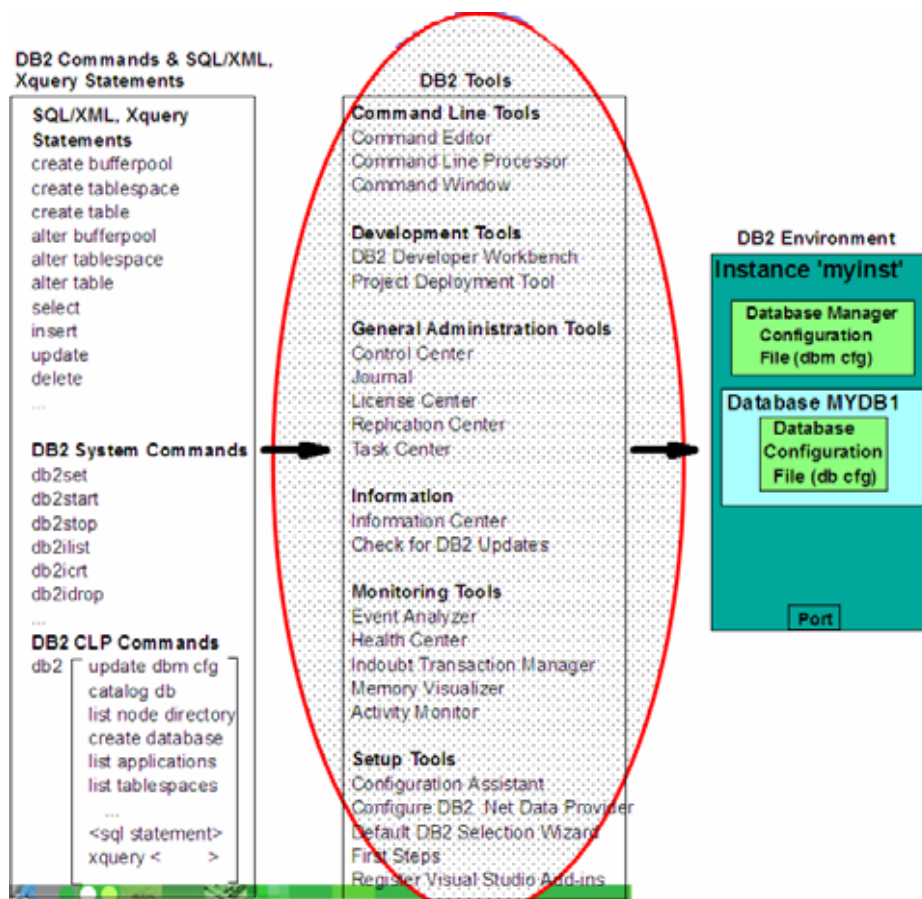 DB2 Commands & SQL/XML,
Xquery Statements
SQL/XML, Xquery
Statements
create bufferpool
create tablespace
create table
alter bufferpool
alter tablespace
alter table
select
insert
update
delete
...
DB2 System Commands
db2set
db2start
db2stop
db2ilist
db2icrt
db2idrop
...
DB2 CLP Commands
db2
update dbm cfg
catalog db
list node directory
create database
list applications
list tablespaces
...
<sql statement>
xquery < >
DB2 Tools
Command Line Tools
Command Editor
Command Line Processor
Command Window
Development Tools
DB2 Developer Workbench
Project Deployment Tool
General Administration Tools
Control Center
Journal
License Center
Replication Center
Task Center
Information
Information Center
Check for DB2 Updates
Monitoring Tools
Event Analyzer
Health Center
Indoubt Transaction Manager
Memory Visualizer
Activity Monitor
Setup Tools
Configuration Assistant
Configure DB2 .Net Data Provider
Default DB2 Selection Wizard
First Steps
Register Visual Studio Add-ins
DB2 Environment
Instance 'myinst'
Database Manager
Configuration
File (dbm cfg)
Database MYDB1
Database
Configuration
File (db cfg)
Port